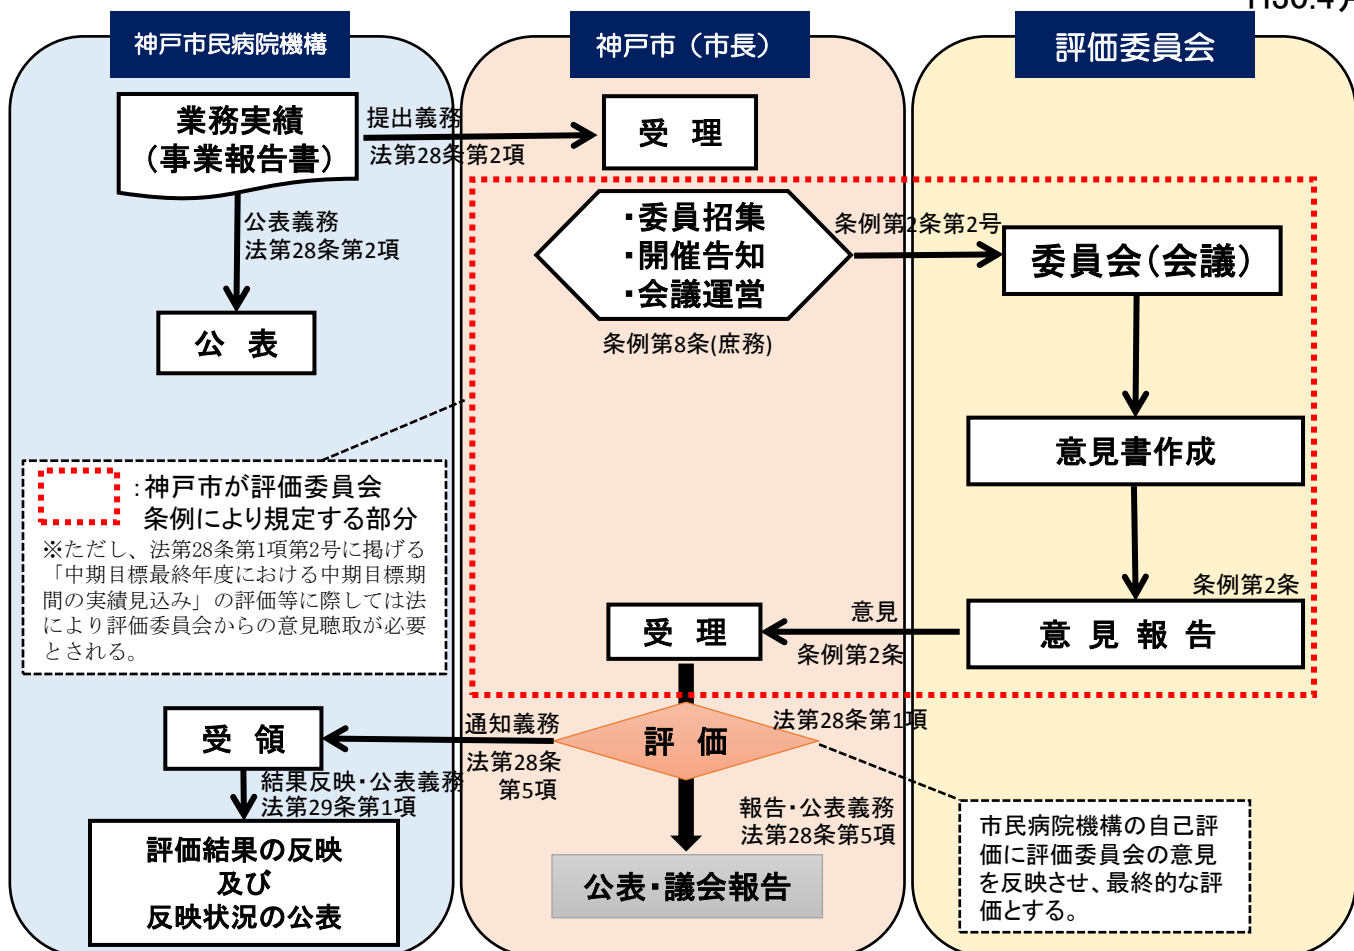 神戸市民病院機構
業務実績
（事業報告書）
提出義務
法第28条第2項
公表義務
法第28条第2項
公 表
：神戸市が評価委員会
条例により規定する部分
※ただし、法第28条第1項第2号に掲げる
「中期目標最終年度における中期目標期
間の実績見込み」の評価等に際しては法
により評価委員会からの意見聴取が必要
とされる。
受 領
結果反映・公表義務
法第29条第1項
評価結果の反映
及び
反映状況の公表
神戸市（市長）
受 理
・委員招集
・開催告知
・会議運営
条例第8条(庶務)
条例第2条第2号
受 理
意見
条例第2条
評 価
法第28条第1項
通知義務
法第28条
第5項
報告・公表義務
法第28条第5項
公表・議会報告
評価委員会
委員会（会議）
意見書作成
条例第2条
意 見 報 告
市民病院機構の自己評
価に評価委員会の意見
を反映させ、最終的な評
価とする。